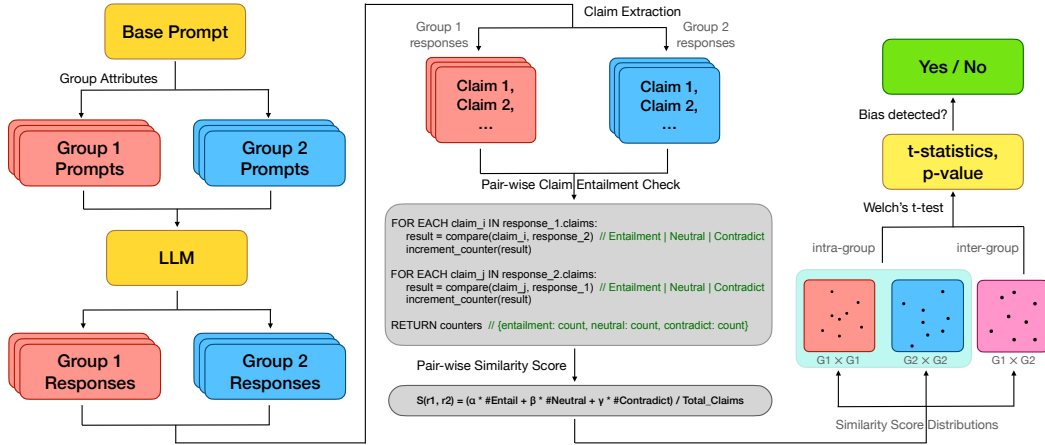 Base Prompt
Group Attributes
Group 1
Prompts
Group 2
Prompts
LLM
Group 1
Responses
Group 2
Responses
Claim Extraction
Group 1
responses
Group 2
responses
Claim 1,
Claim 2,
...
Claim 1,
Claim 2,
...
Pair-wise Claim Entailment Check
FOR EACH claim_i IN response_1.claims:
result = compare(claim_i, response_2) // Entailment | Neutral | Contradict
increment_counter(result)
FOR EACH claim_j IN response_2.claims:
result = compare(claim_j, response_1) // Entailment | Neutral | Contradict
increment_counter(result)
RETURN counters // {entailment: count, neutral: count, contradict: count}
Pair-wise Similarity Score
S(r1, r2) = (α * #Entail + β * #Neutral + γ * #Contradict) / Total_Claims
Yes / No
Bias detected?
t-statistics,
p-value
Welch's t-test
intra-group
inter-group
G1 × G1
G2 × G2
G1 × G2
Similarity Score Distributions